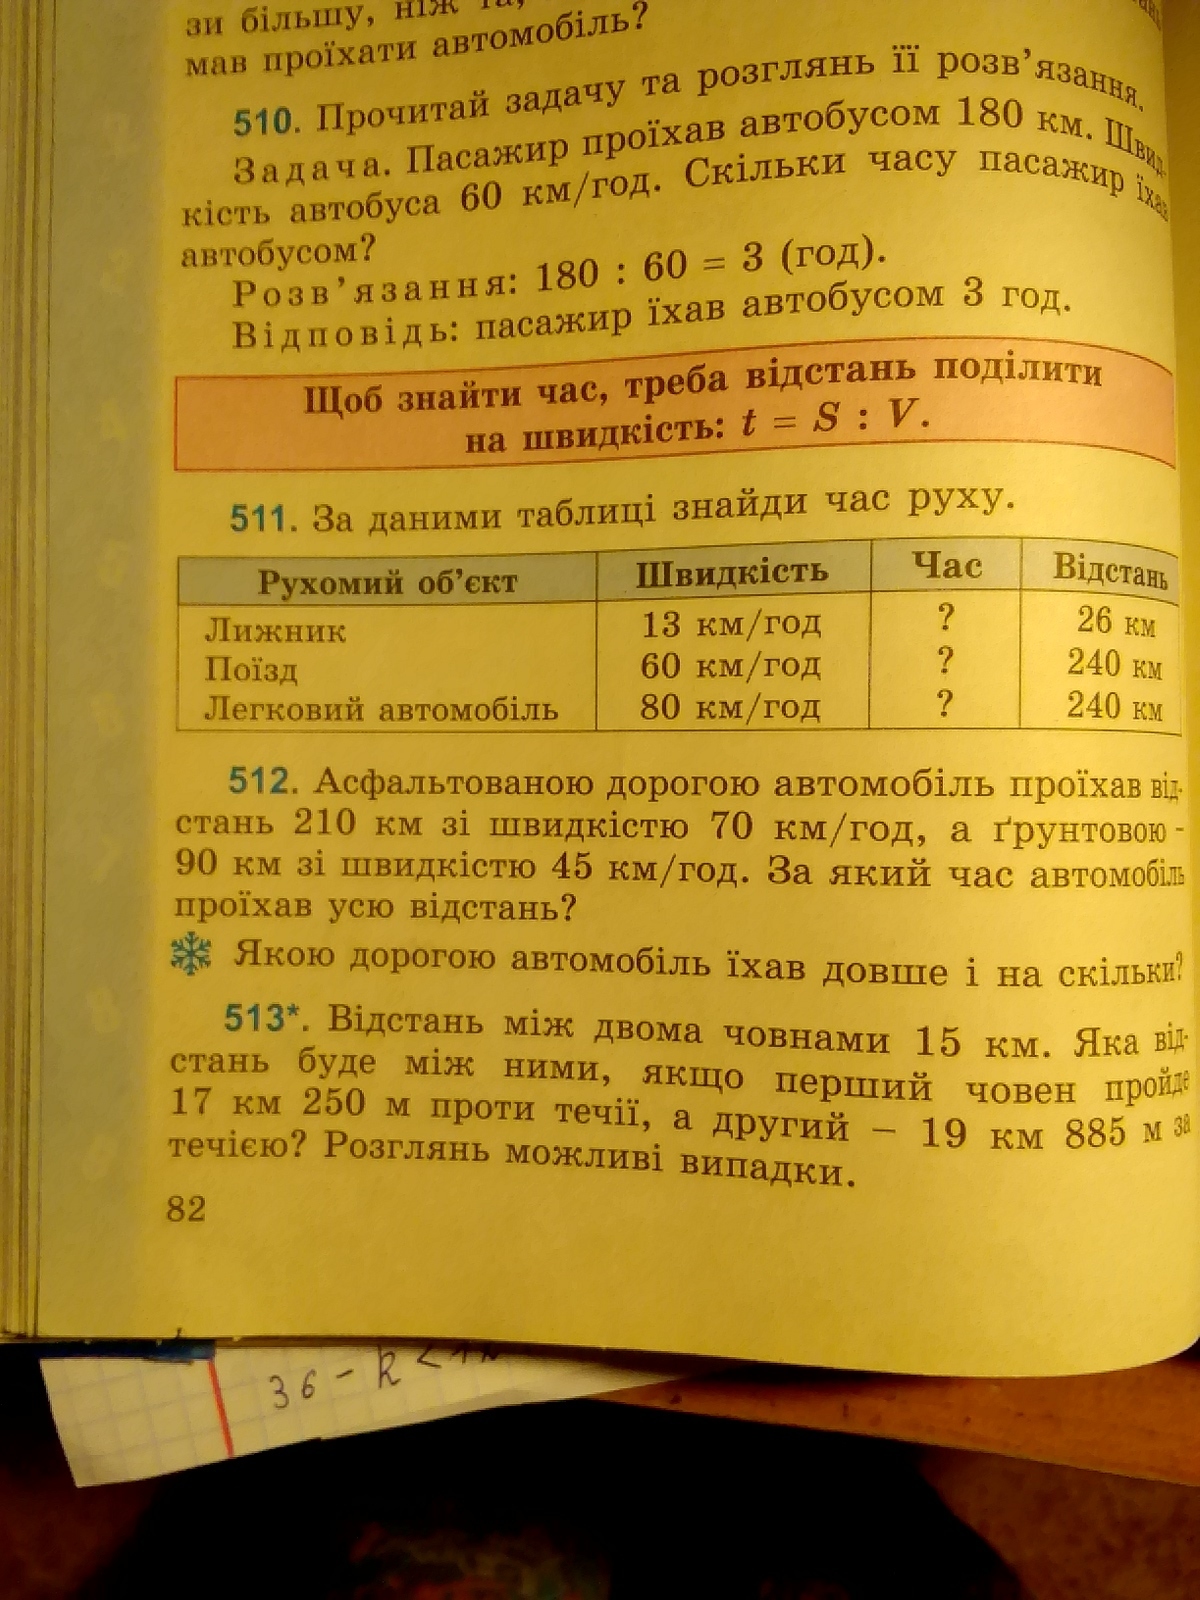 зи більшу, ніж та,
мав проїхати автомобіль?
510. Прочитай задачу та розглянь її розв’язання.
Задача. Пасажир проїхав автобусом 180 км. Швид-
кість автобуса 60 км/год. Скільки часу пасажир їхав
автобусом?
Розв’язання: 180 : 60 = 3 (год).
Відповідь: пасажир їхав автобусом 3 год.
Щоб знайти час, треба відстань поділити
на швидкість: t = S : V.
511. За даними таблиці знайди час руху.
Рухомий об’єкт Швидкість Час Відстань
Лижник 13 км/год ? 26 км
Поїзд 60 км/год ? 240 км
Легковий автомобіль 80 км/год ? 240 км
512. Асфальтованою дорогою автомобіль проїхав від-
стань 210 км зі швидкістю 70 км/год, а ґрунтовою -
90 км зі швидкістю 45 км/год. За який час автомобіль
проїхав усю відстань?
Якою дорогою автомобіль їхав довше і на скільки?
513*. Відстань між двома човнами 15 км. Яка від-
стань буде між ними, якщо перший човен пройде
17 км 250 м проти течії, а другий – 19 км 885 м за
течією? Розглянь можливі випадки.
82
36 - k <